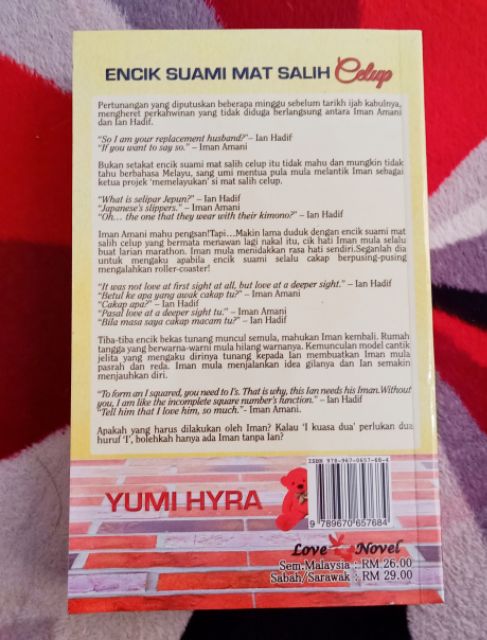 ENCIK SUAMI MAT SALIH Celup
Pertunangan yang diputuskan beberapa minggu sebelum tarikh ijab kabulnya,
mengheret perkahwinan yang tidak diduga berlangsung antara Iman Amani
dan Ian Hadif.
"So I am your replacement husband?" – Ian Hadif
"If you want to say so." – Iman Amani
Bukan setakat encik suami mat salih celup itu tidak mahu dan mungkin tidak
tahu berbahasa Melayu, sang umi mentua pula mula melantik Iman sebagai
ketua projek 'memelayukan' si mat salih celup.
"What is selipar Jepun?" – Ian Hadif
"Japanese's slippers." – Iman Amani
"Oh... the one that they wear with their kimono?" – Ian Hadif
Iman Amani mahu pengsan!Tapi...Makin lama duduk dengan encik suami mat
salih celup yang bermata menawan lagi nakal itu, cik hati Iman mula selalu
buat larian marathon. Iman mula menidakkan rasa hati sendiri.Seganlah dia
untuk mengaku apabila encik suami selalu cakap berpusing-pusing
mengalahkan roller-coaster!
"It was not love at first sight at all, but love at a deeper sight." – Ian Hadif
"Betul ke apa yang awak cakap tu?" – Iman Amani
"Cakap apa?" – Ian Hadif
"Pasal love at a deeper sight tu." – Iman Amani
"Bila masa saya cakap macam tu?" – Ian Hadif
Tiba-tiba encik bekas tunang muncul semula, mahukan Iman kembali. Rumah
tangga yang berwarna-warni mula hilang warnanya. Kemunculan model cantik
jelita yang mengaku dirinya tunang kepada Ian membuatkan Iman mula
pasrah dan reda. Iman mula menjalankan idea gilanya dan Ian semakin
menjauhkan diri.
"To form an I squared, you need to I's. That is why, this Ian needs his Iman.Without
you, I am like the incomplete square number's function." – Ian Hadif
"Tell him that I love him, so much."- Iman Amani.
Apakah yang harus dilakukan oleh Iman? Kalau 'I kuasa dua' perlukan dua
huruf 'I', bolehkah hanya ada Iman tanpa Ian?
ISBN 978-967-0657-68-4
YUMI HYRA
9 789670 657684
Love Novel
Sem.Malaysia : RM 26.00
Sabah/Sarawak : RM 29.00